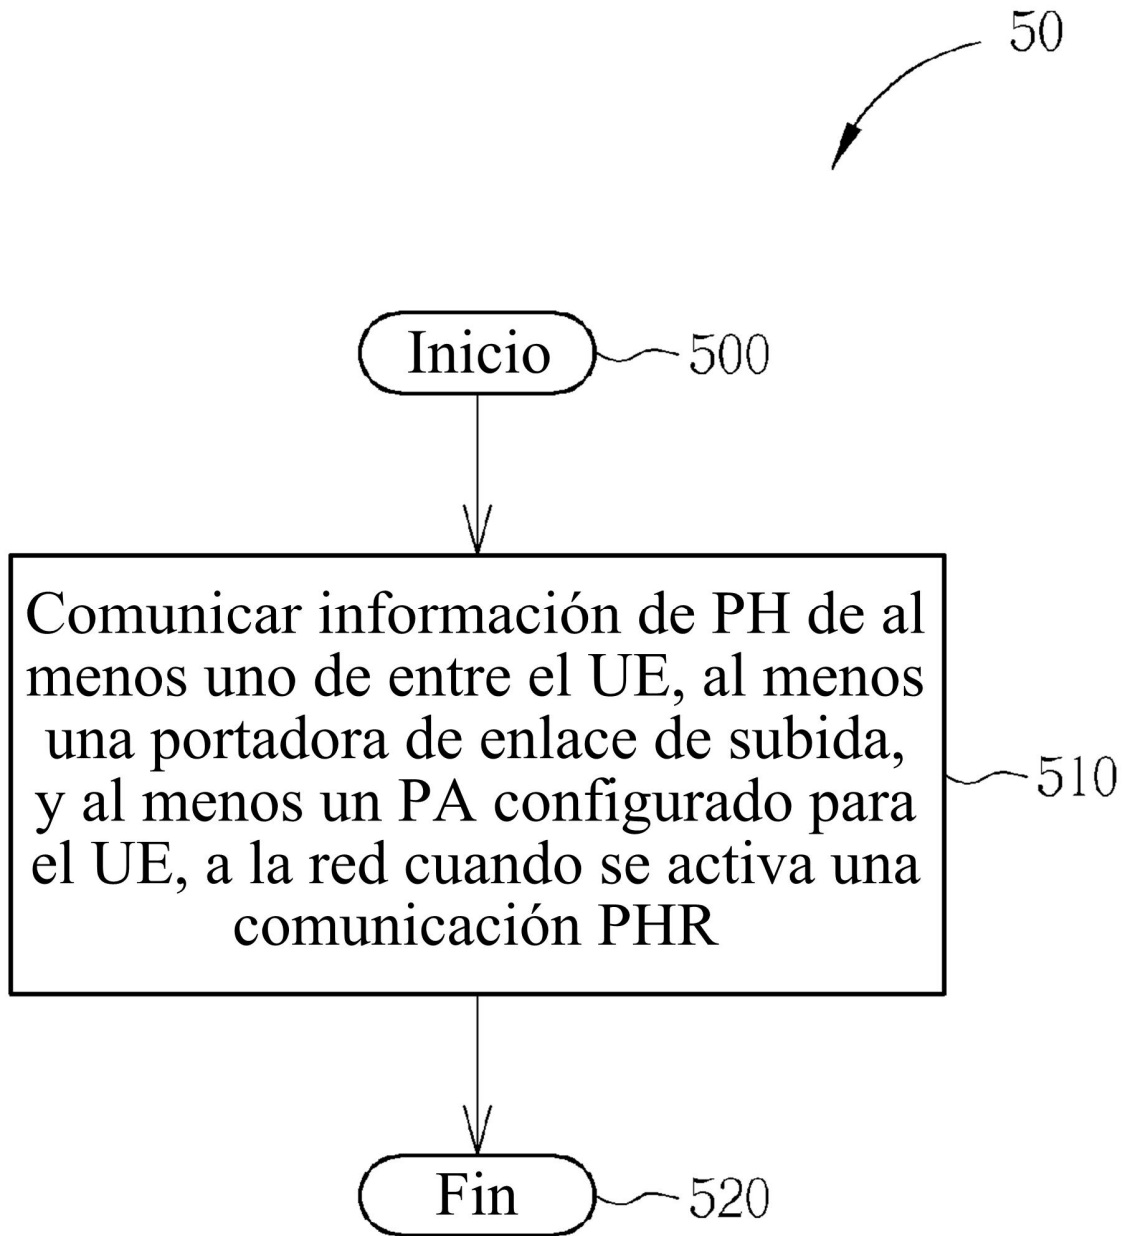 50
Inicio
500
Comunicar información de PH de al
menos uno de entre el UE, al menos
una portadora de enlace de subida,
y al menos un PA configurado para
el UE, a la red cuando se activa una
comunicación PHR
510
Fin
520